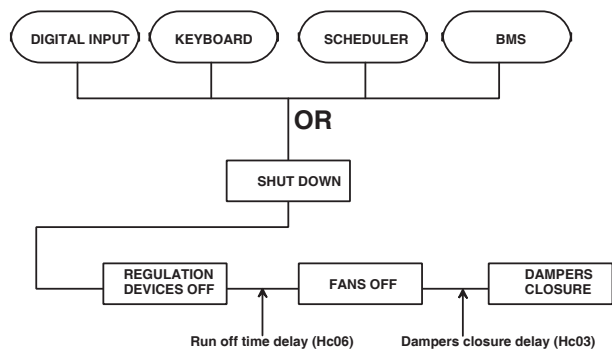 DIGITAL INPUT
KEYBOARD
SCHEDULER
BMS
OR
SHUT DOWN
REGULATION
DEVICES OFF
FANS OFF
DAMPERS
CLOSURE
Run off time delay (Hc06)
Dampers closure delay (Hc03)